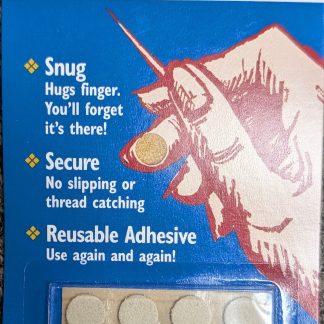 Snug
Hugs finger.
You'll forget
it's there!
Secure
No slipping or
thread catching
Reusable Adhesive
Use again and again!